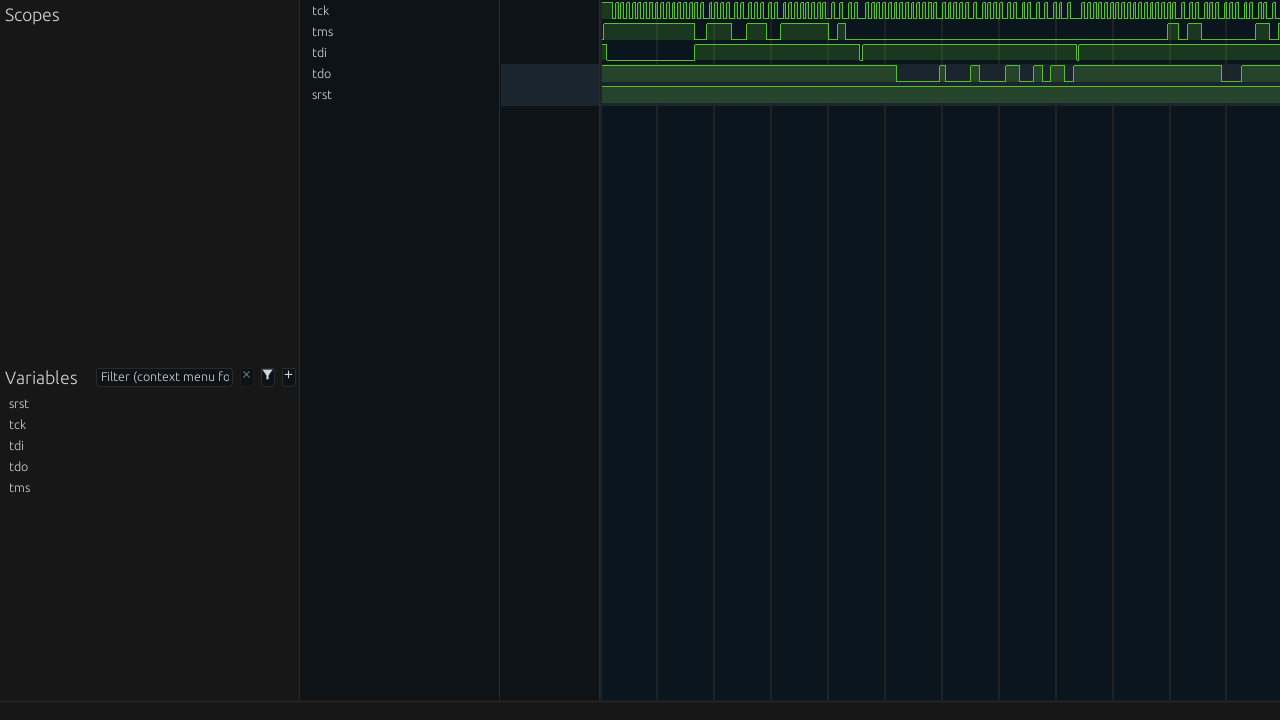 Scopes
tck
tms
tdi
tdo
srst
Variables
Filter (context menu fo
srst
tck
tdi
tdo
tms